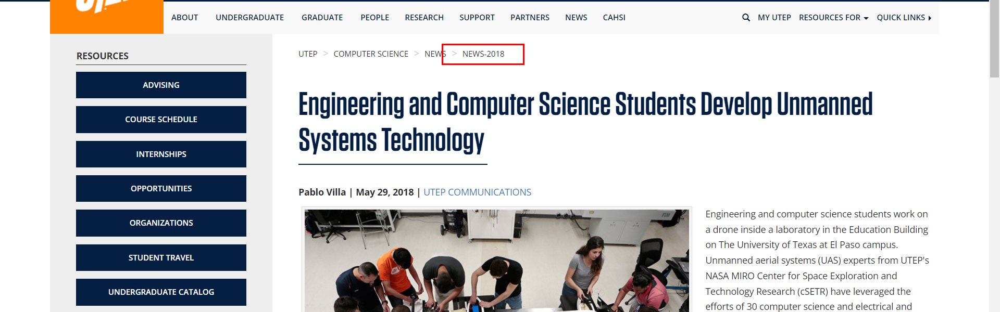 ABOUT UNDERGRADUATE GRADUATE PEOPLE RESEARCH SUPPORT PARTNERS NEWS CAHSI MY UTEP RESOURCES FOR QUICK LINKS
RESOURCES
ADVISING
COURSE SCHEDULE
INTERNSHIPS
OPPORTUNITIES
ORGANIZATIONS
STUDENT TRAVEL
UNDERGRADUATE CATALOG
UTEP > COMPUTER SCIENCE > NEWS > NEWS-2018
Engineering and Computer Science Students Develop Unmanned
Systems Technology
Pablo Villa | May 29, 2018 | UTEP COMMUNICATIONS
Engineering and computer science students work on
a drone inside a laboratory in the Education Building
on The University of Texas at El Paso campus.
Unmanned aerial systems (UAS) experts from UTEP's
NASA MIRO Center for Space Exploration and
Technology Research (cSETR) have leveraged the
efforts of 30 computer science and electrical and